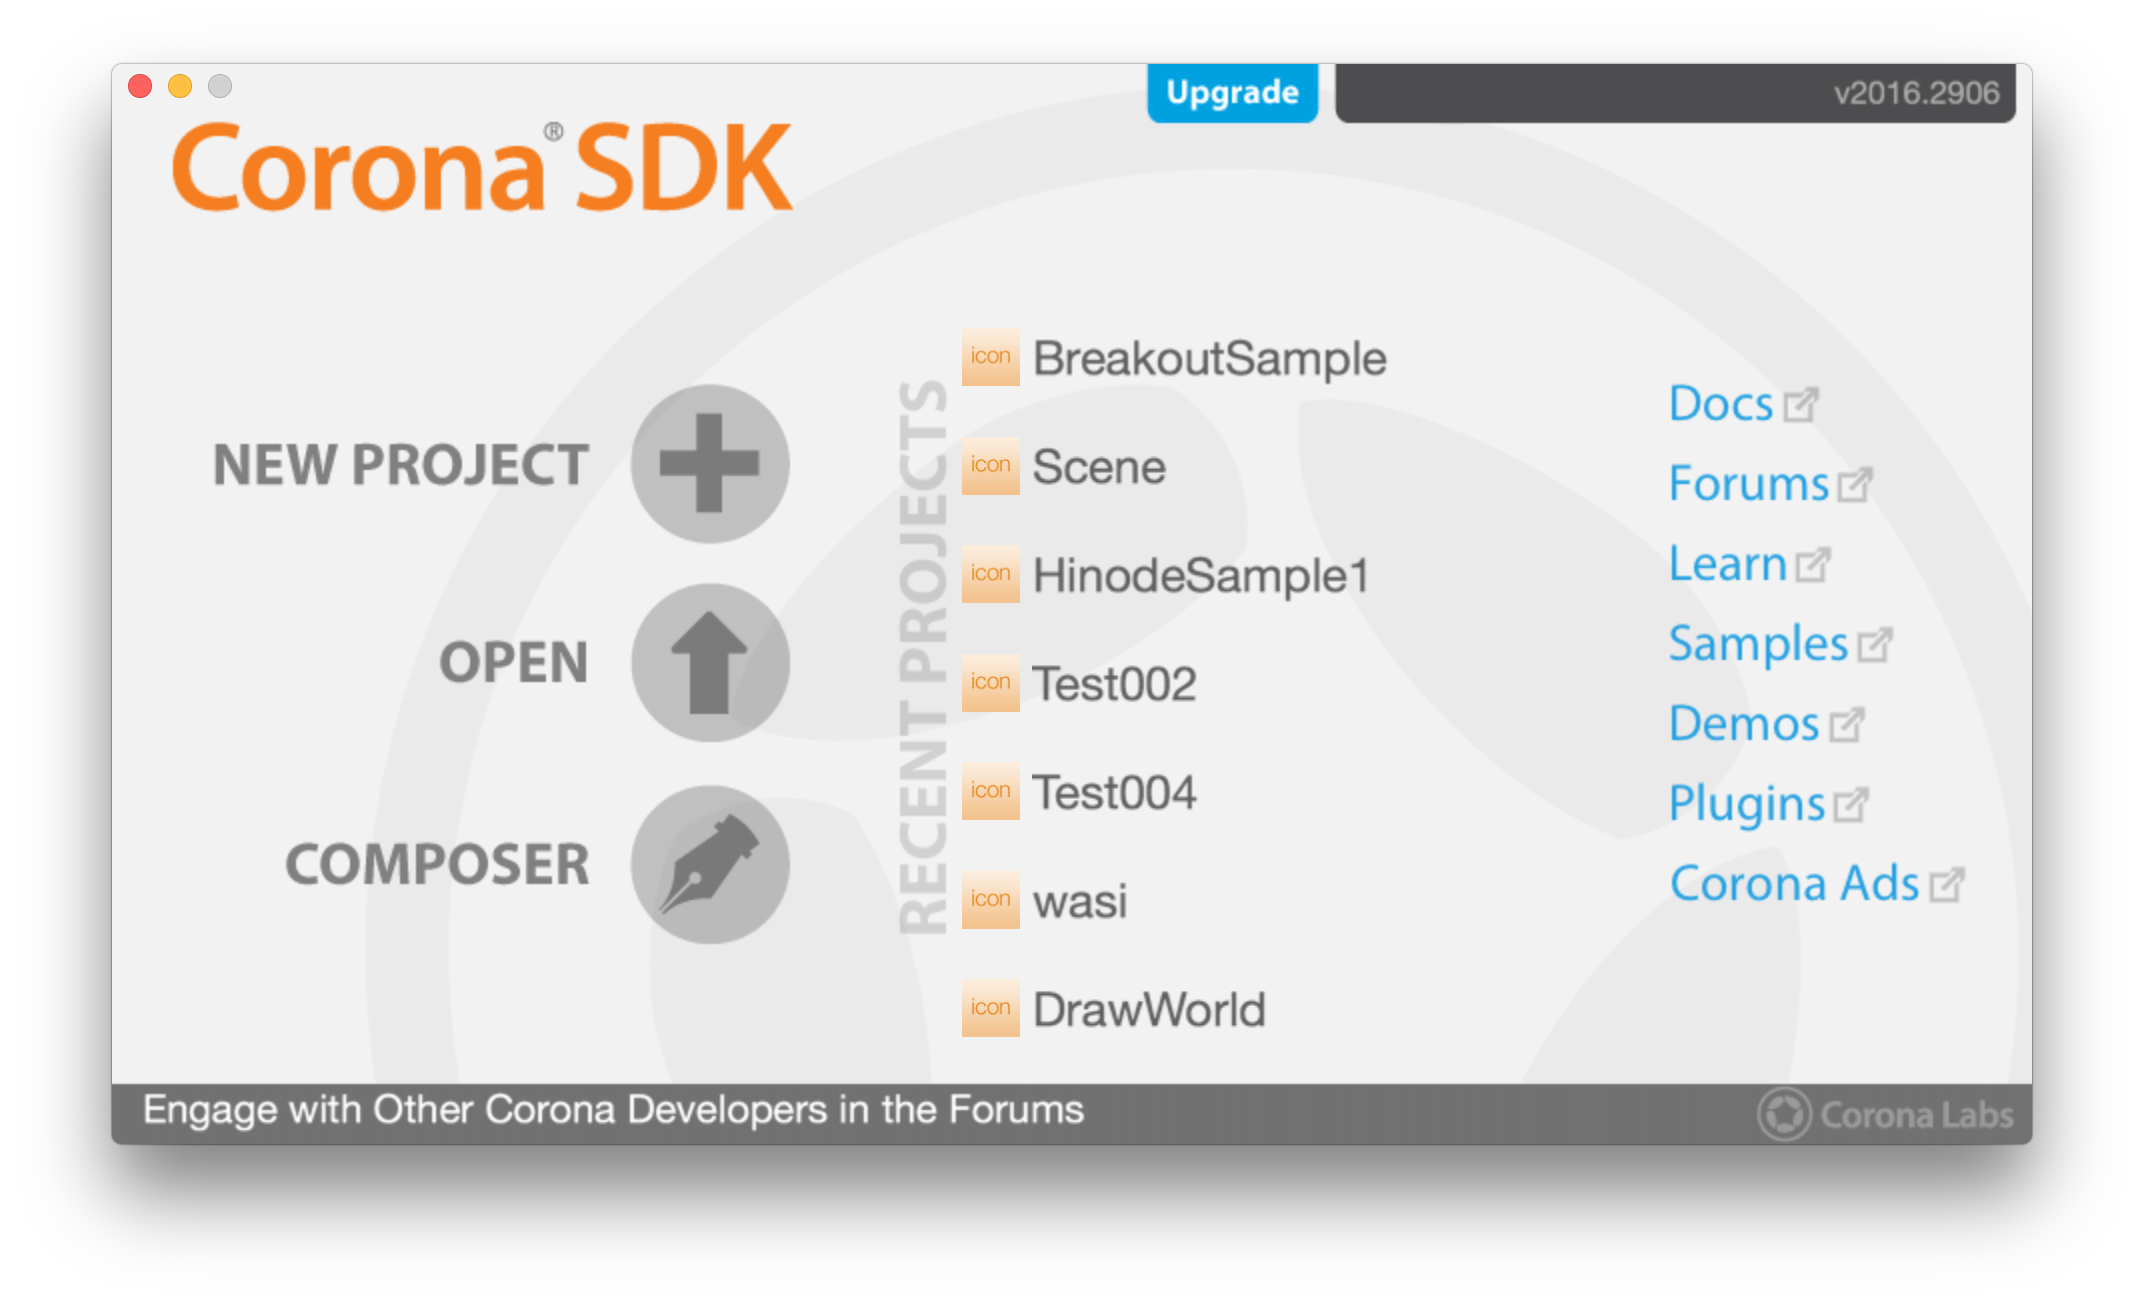 Upgrade
v2016.2906
Corona® SDK
NEW PROJECT
OPEN
COMPOSER
RECENT PROJECTS
icon BreakoutSample
icon Scene
icon HinodeSample1
icon Test002
icon Test004
icon wasi
icon DrawWorld
Docs
Forums
Learn
Samples
Demos
Plugins
Corona Ads
Engage with Other Corona Developers in the Forums
Corona Labs